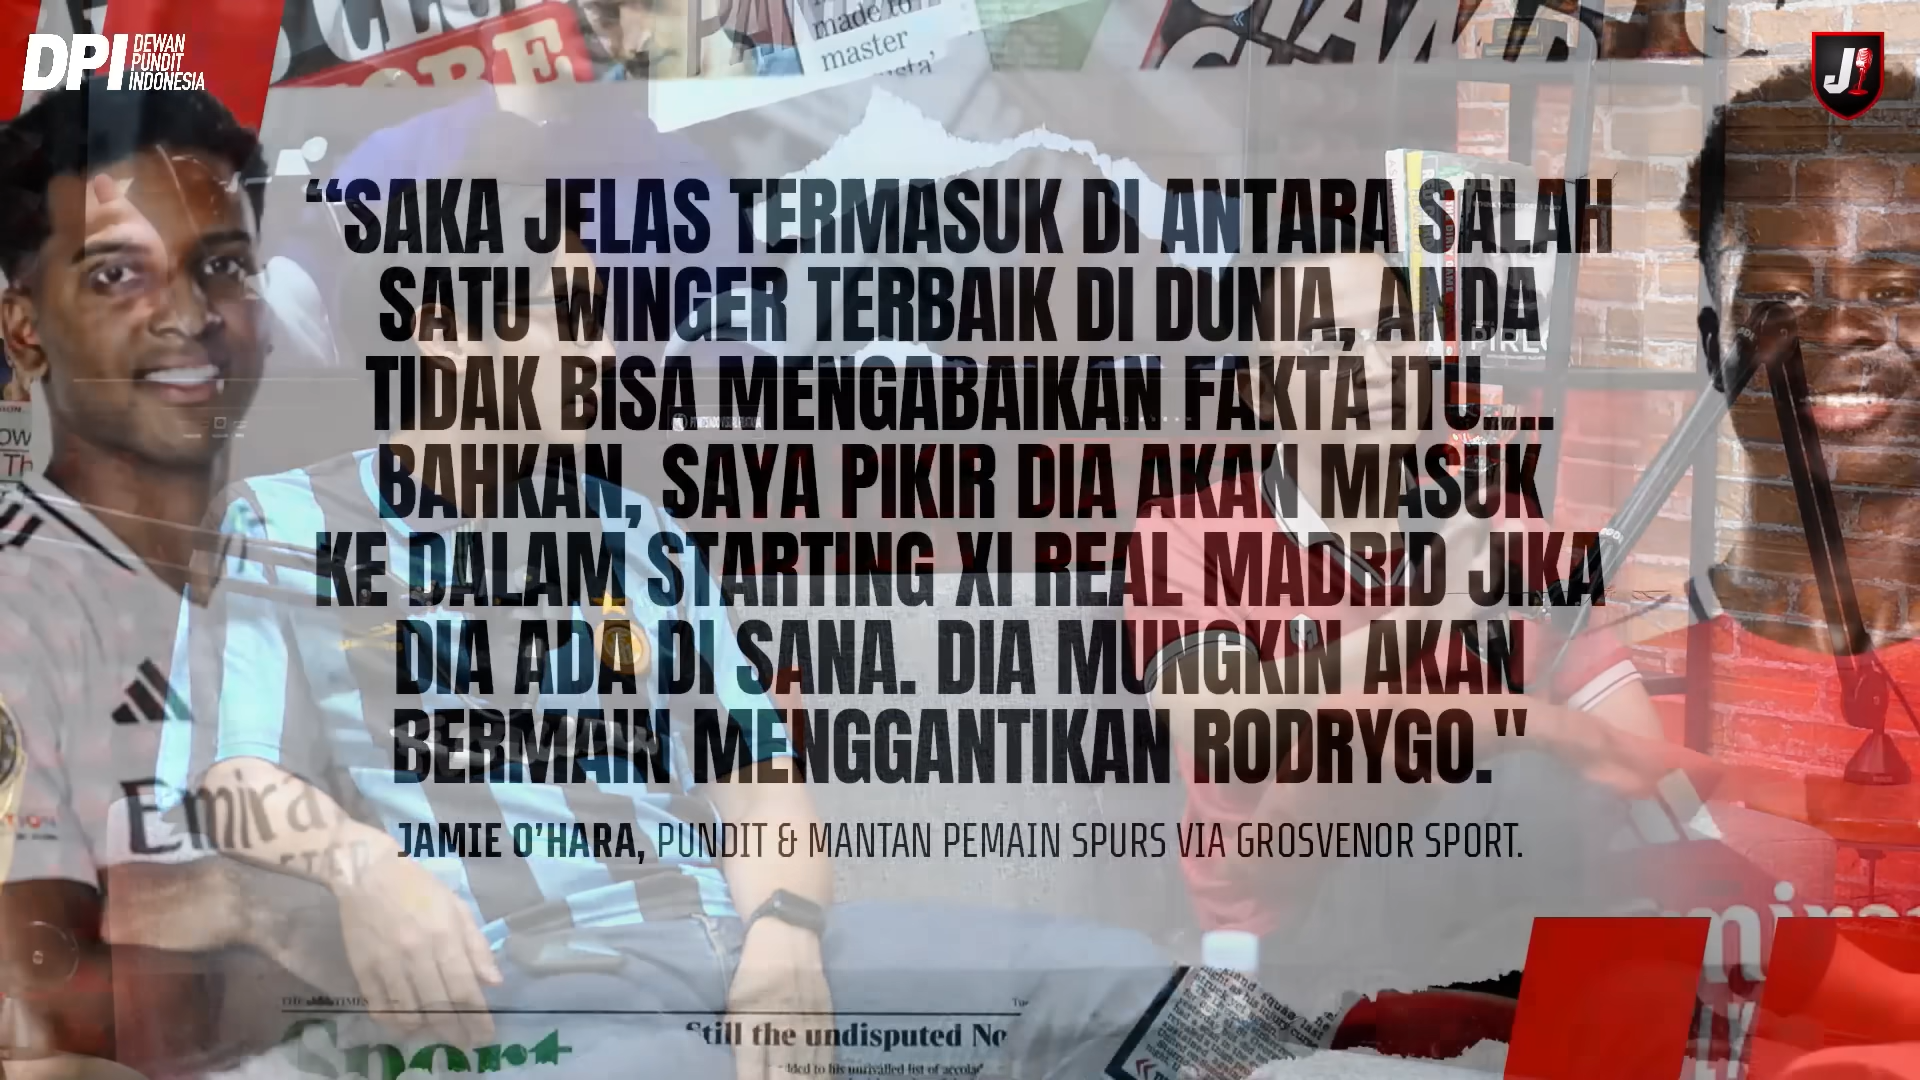 DPI DEWAN
PUNDIT
INDONESIA
made to
master
“SAKA JELAS TERMASUK DI ANTARA SALAH
SATU WINGER TERBAIK DI DUNIA, ANDA
TIDAK BISA MENGABAIKAN FAKTA ITU....
BAHKAN, SAYA PIKIR DIA AKAN MASUK
KE DALAM STARTING XI REAL MADRID JIKA
DIA ADA DI SANA. DIA MUNGKIN AKAN
BERMAIN MENGGANTIKAN RODRYGO."
JAMIE O’HARA, PUNDIT & MANTAN PEMAIN SPURS VIA GROSVENOR SPORT.
Sport
Still the undisputed No